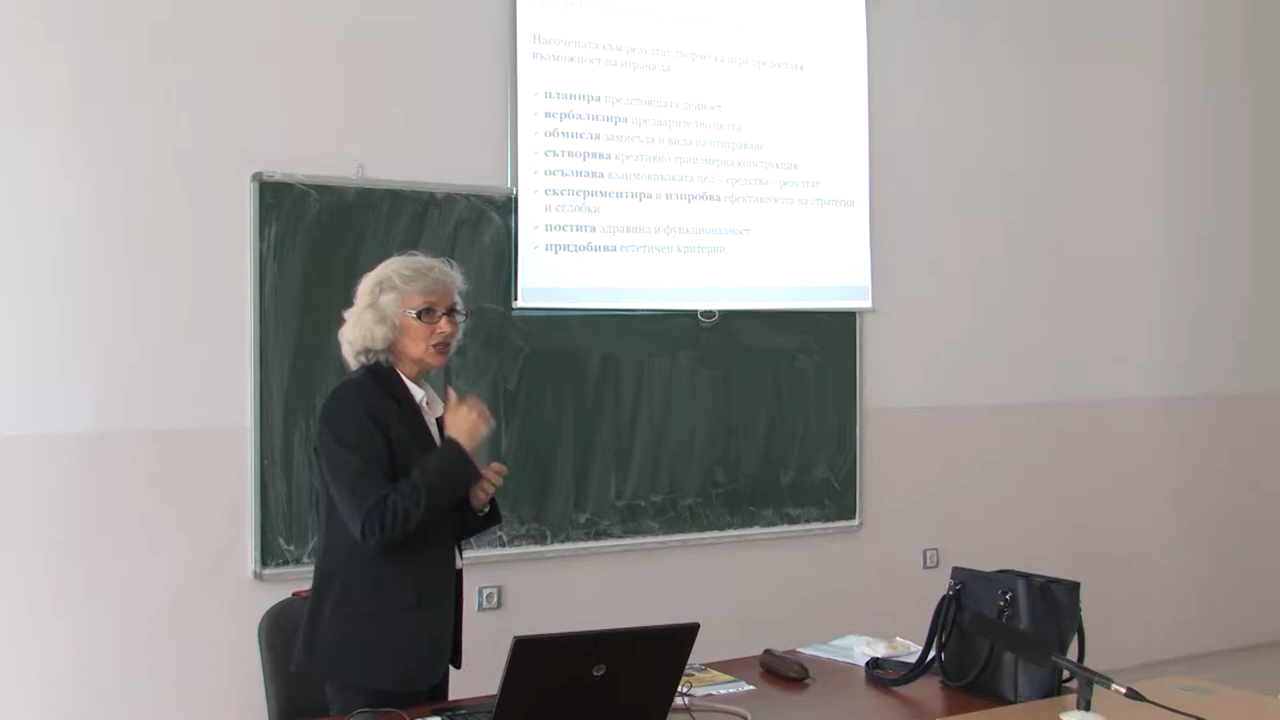 Насочената към резултат творческа игра предоставя
възможност на играча да
планира предстоящата дейност
вербализира предварително целта
обмисля замисъла и вида на отиграване
сътворява креативно триизмерна конструкция
осъзнава взаимовръзката цел – средства – резултат
експериментира и изпробва ефективността на стратегии
и сглобки
постига здравина и функционалност
придобива естетичен критерий
hp